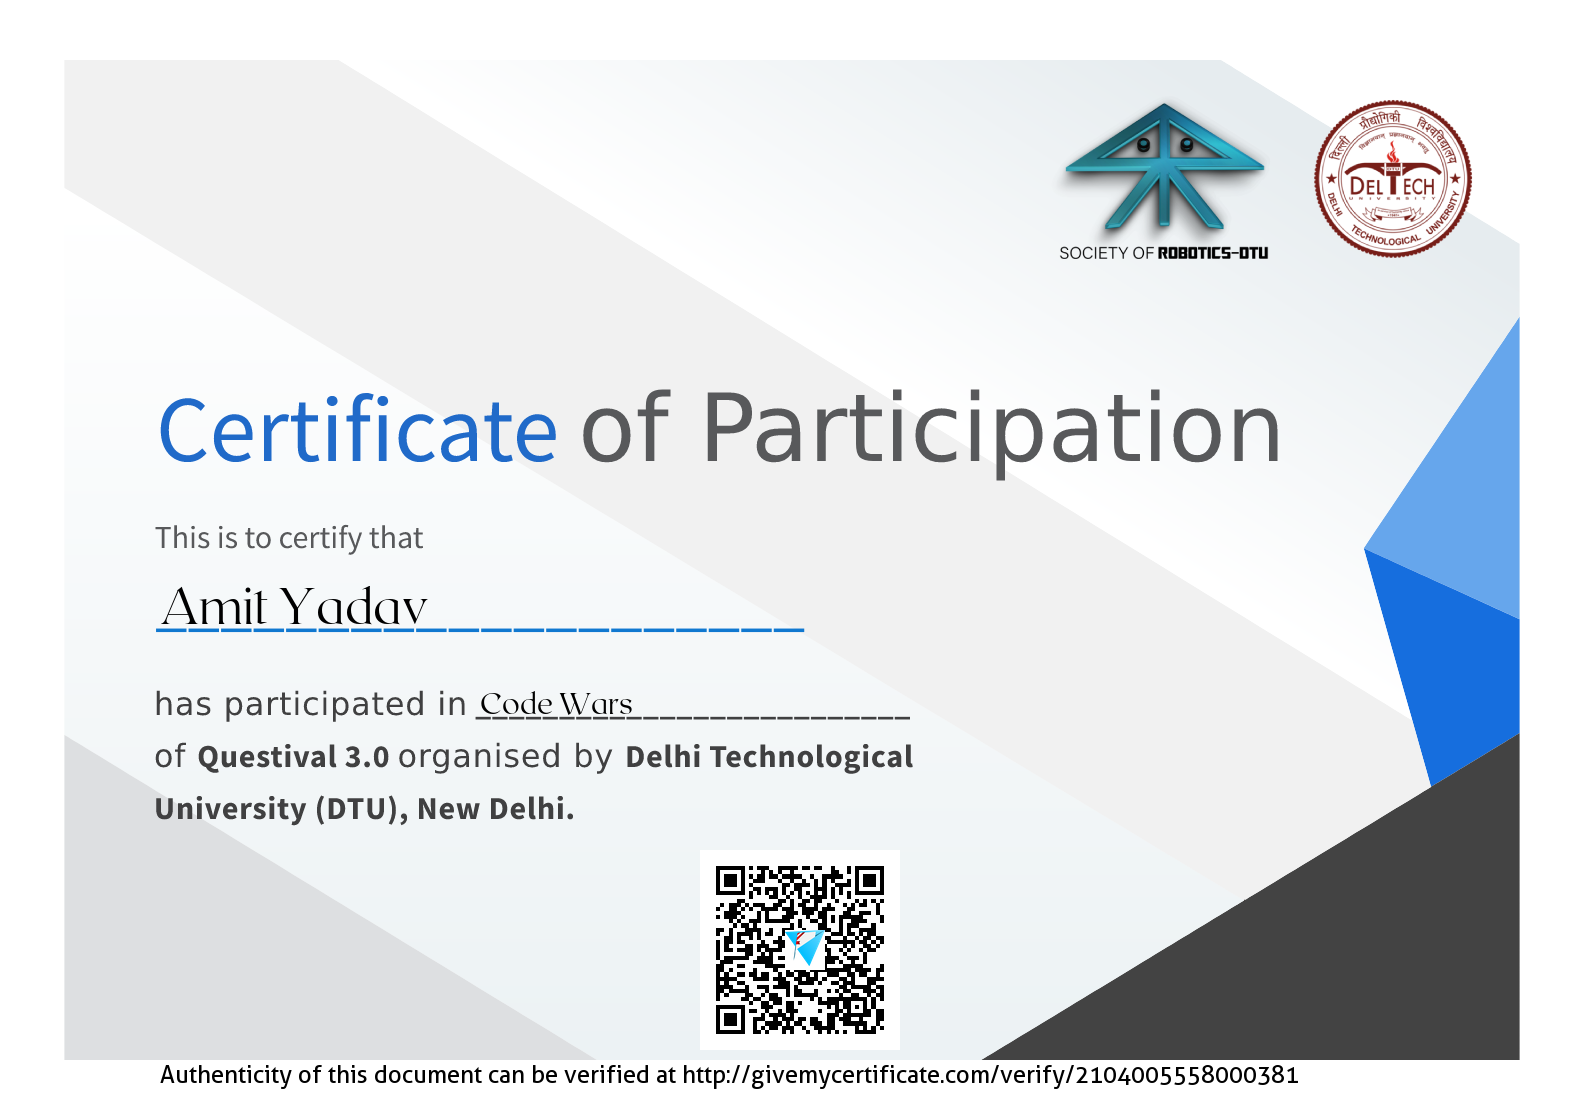 SOCIETY OF ROBOTICS-DTU
दिल्ली प्रौद्योगिकी विश्वविद्यालय
DELTECH
UNIVERSITY
DELHI TECHNOLOGICAL UNIVERSITY
Certificate of Participation
This is to certify that
Amit Yadav
has participated in Code Wars
of Questival 3.0 organised by Delhi Technological
University (DTU), New Delhi.
Authenticity of this document can be verified at http://givemycertificate.com/verify/2104005558000381